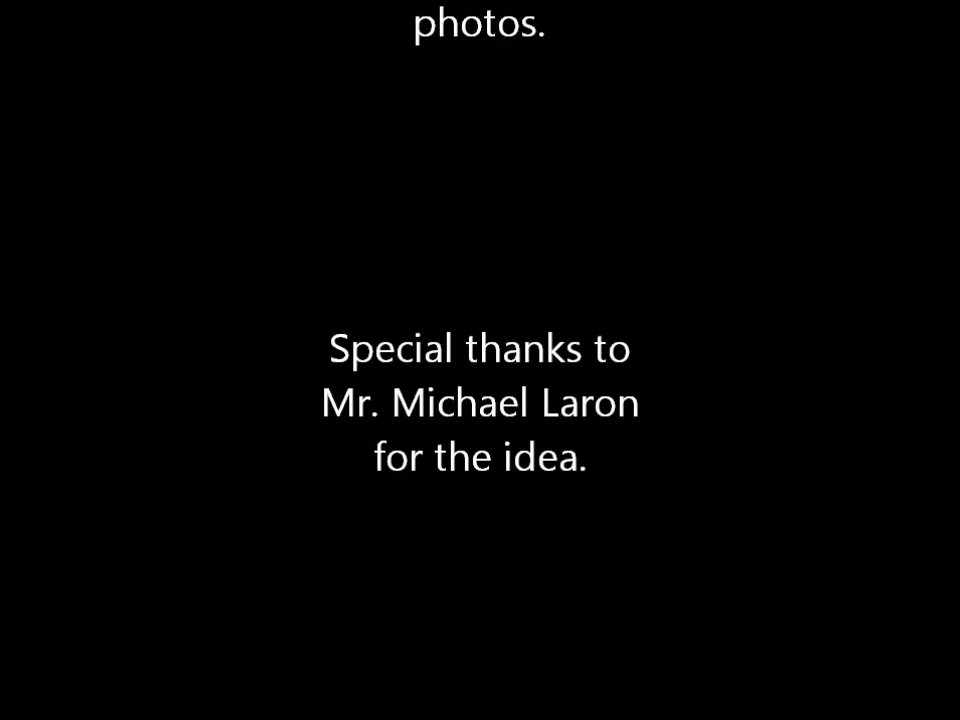 photos.
Special thanks to
Mr. Michael Laron
for the idea.